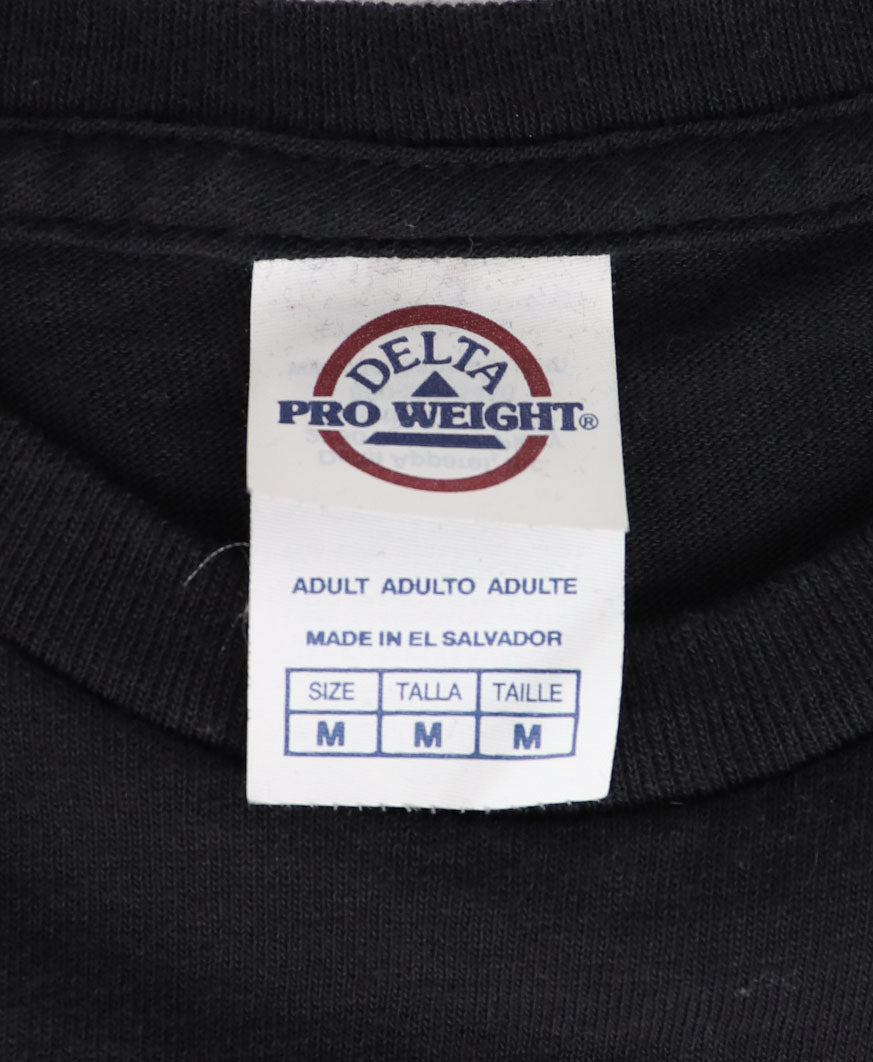 DELTA
PRO WEIGHT®
ADULT ADULTO ADULTE
MADE IN EL SALVADOR
SIZE TALLA TAILLE
M M M